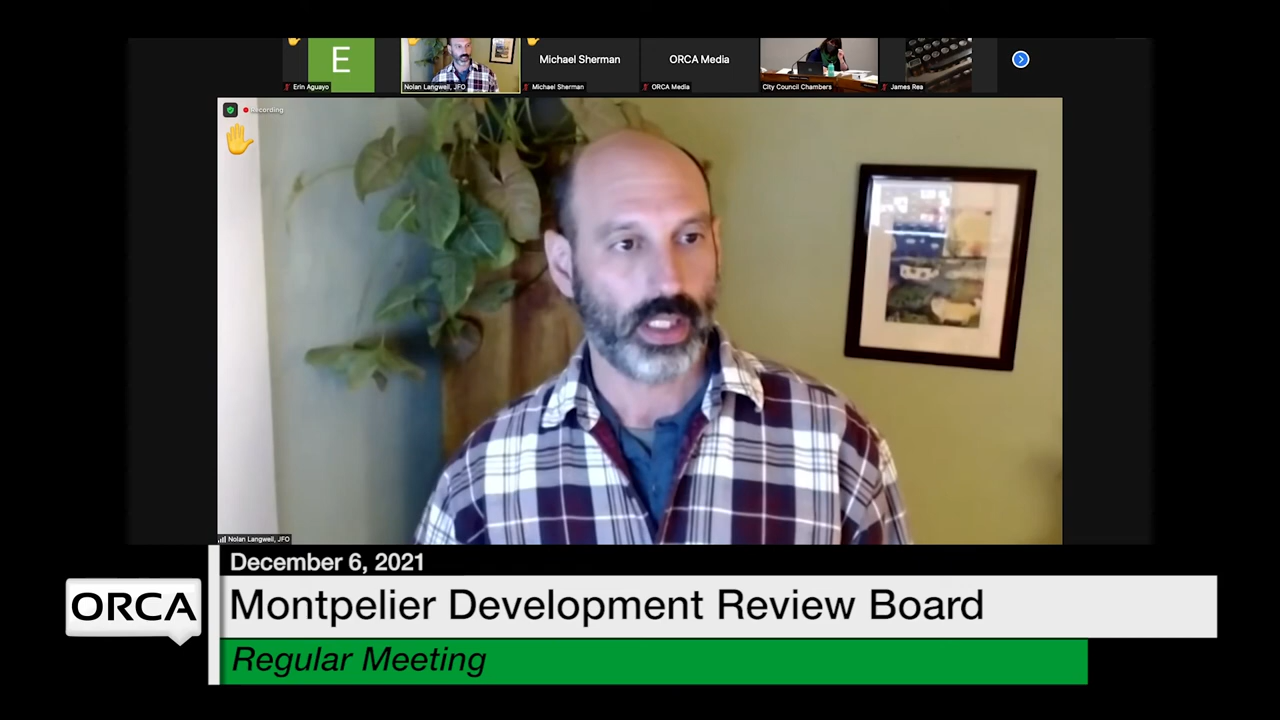 E
Michael Sherman
ORCA Media
Erin Aguayo
Nolan Langwell, JFO
Michael Sherman
ORCA Media
City Council Chambers
James Rea
Recording
Nolan Langwell, JFO
December 6, 2021
ORCA
Montpelier Development Review Board
Regular Meeting